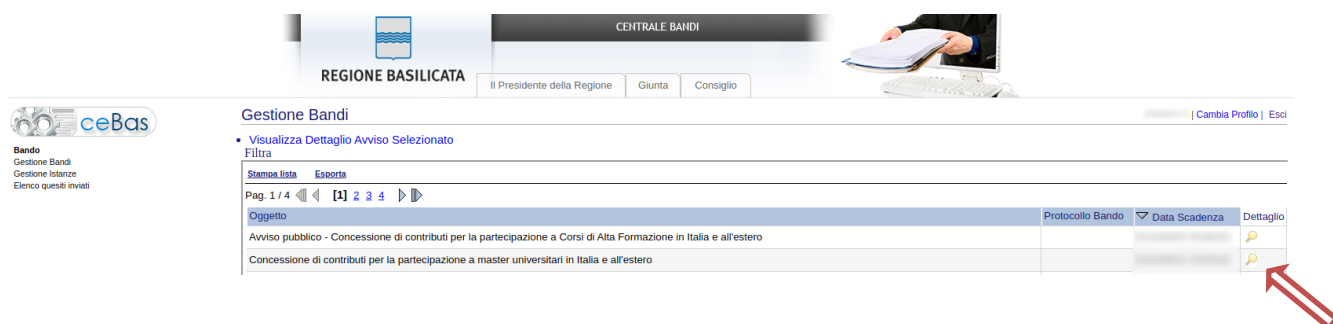 CENTRALE BANDI
REGIONE BASILICATA
Il Presidente della Regione Giunta Consiglio
ceBas
Gestione Bandi
| Cambia Profilo | Esci
Visualizza Dettaglio Avviso Selezionato
Filtra
Bando
Gestione Bandi
Gestione Istanze
Elenco quesiti inviati
Stampa lista Esporta
Pag. 1 / 4 [1] 2 3 4
Oggetto Protocollo Bando Data Scadenza Dettaglio
Avviso pubblico - Concessione di contributi per la partecipazione a Corsi di Alta Formazione in Italia e all'estero
Concessione di contributi per la partecipazione a master universitari in Italia e all'estero